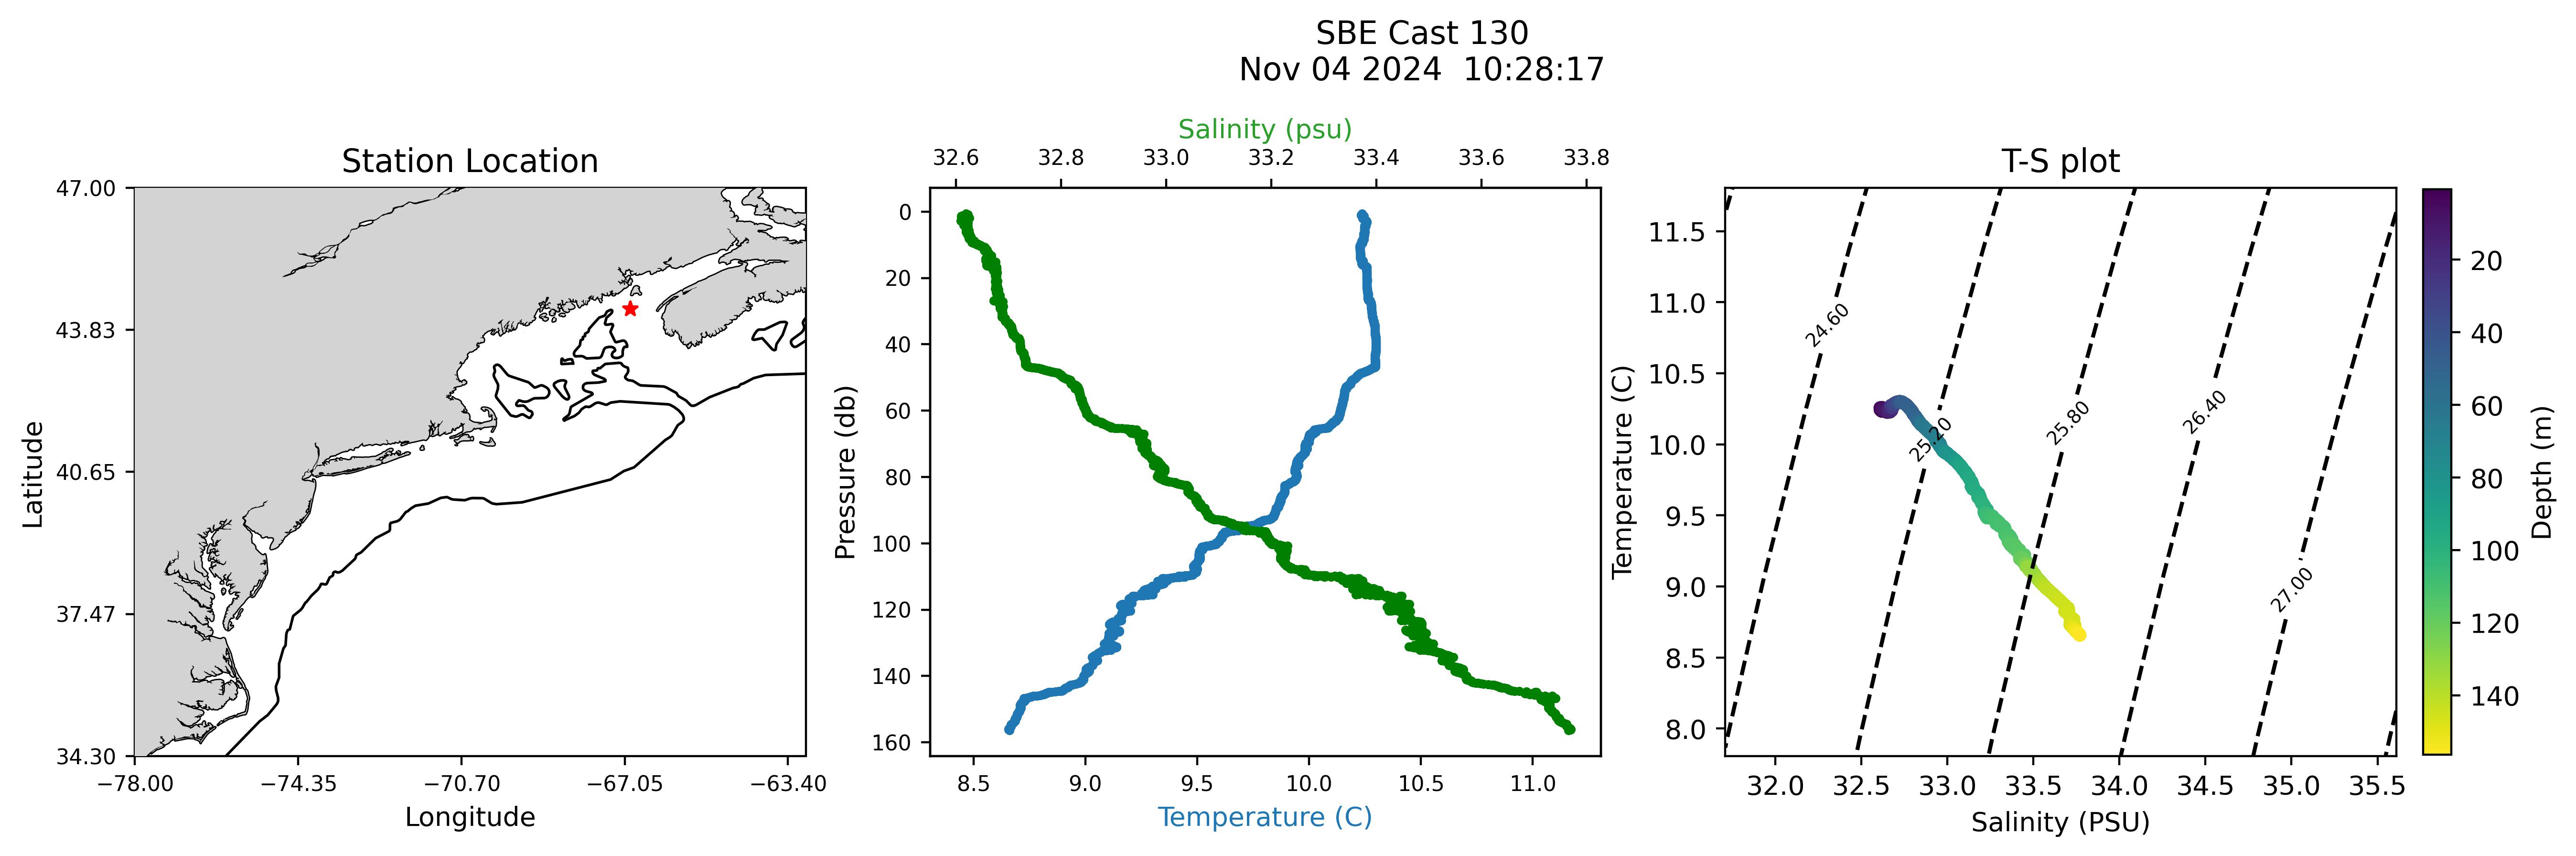 SBE Cast 130
Nov 04 2024  10:28:17
Station Location
47.00
43.83
40.65
37.47
34.30
Latitude
−78.00 −74.35 −70.70 −67.05 −63.40
Longitude
Salinity (psu)
32.6 32.8 33.0 33.2 33.4 33.6 33.8
0
20
40
60
80
100
120
140
160
Pressure (db)
8.5 9.0 9.5 10.0 10.5 11.0
Temperature (C)
T-S plot
11.5
11.0
10.5
10.0
9.5
9.0
8.5
8.0
Temperature (C)
24.60
25.20
25.80
26.40
27.00
32.0 32.5 33.0 33.5 34.0 34.5 35.0 35.5
Salinity (PSU)
20
40
60
80
100
120
140
Depth (m)